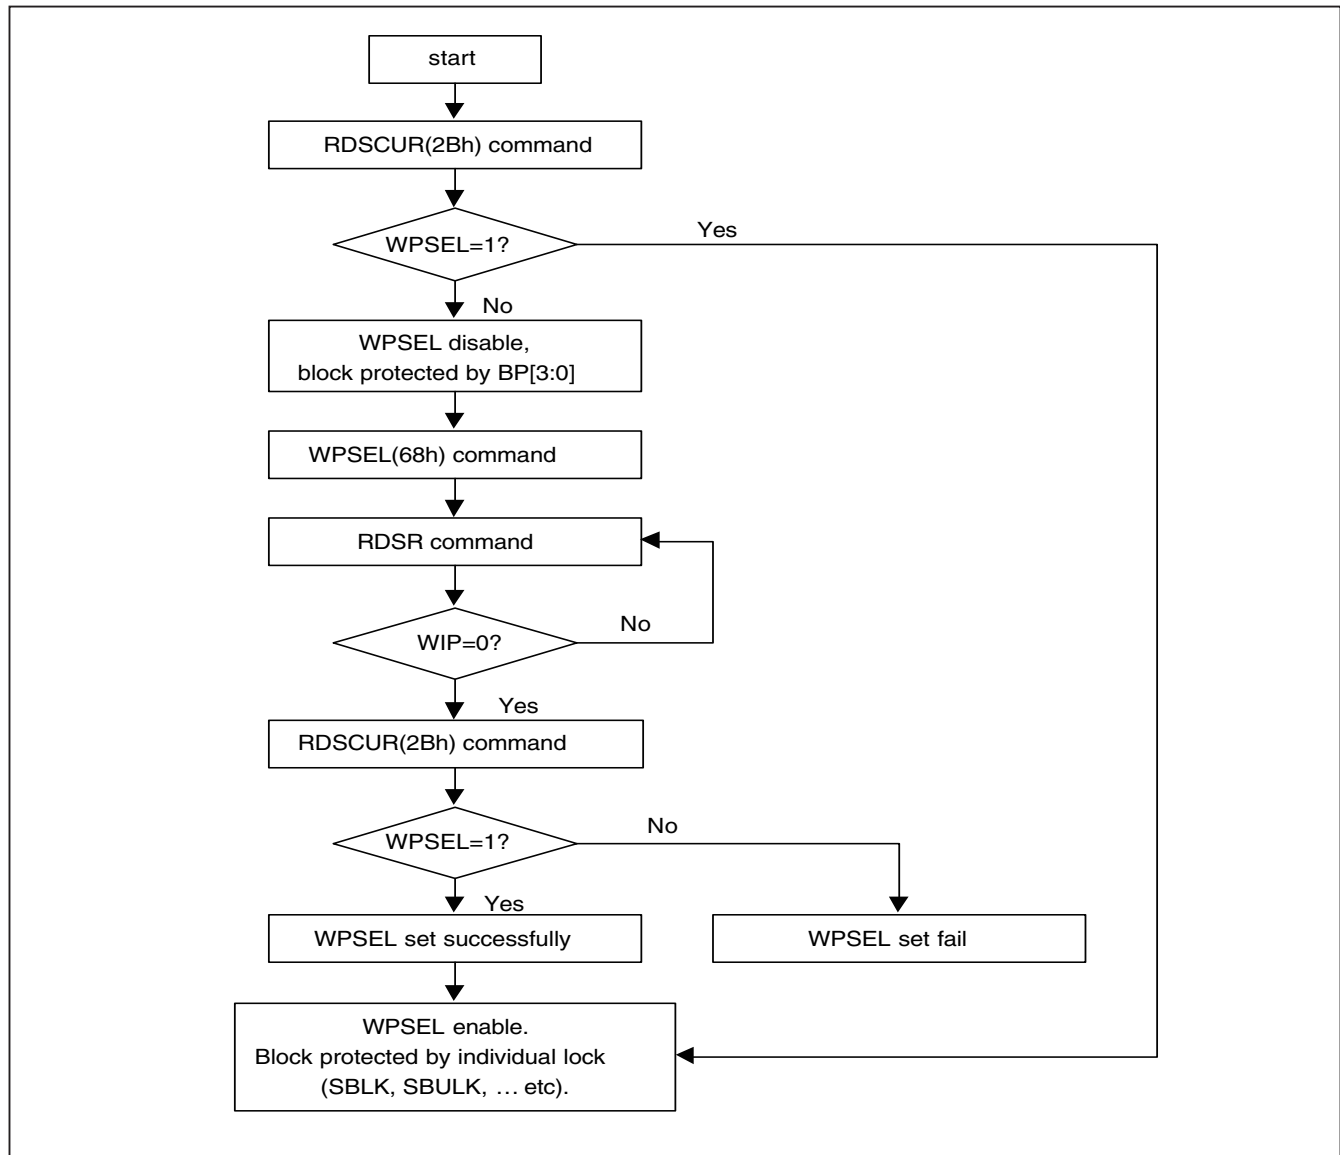 start
RDSCUR(2Bh) command
WPSEL=1?
Yes
No
WPSEL disable,
block protected by BP[3:0]
WPSEL(68h) command
RDSR command
WIP=0?
No
Yes
RDSCUR(2Bh) command
WPSEL=1?
No
Yes
WPSEL set successfully
WPSEL set fail
WPSEL enable.
Block protected by individual lock
(SBLK, SBULK, … etc).